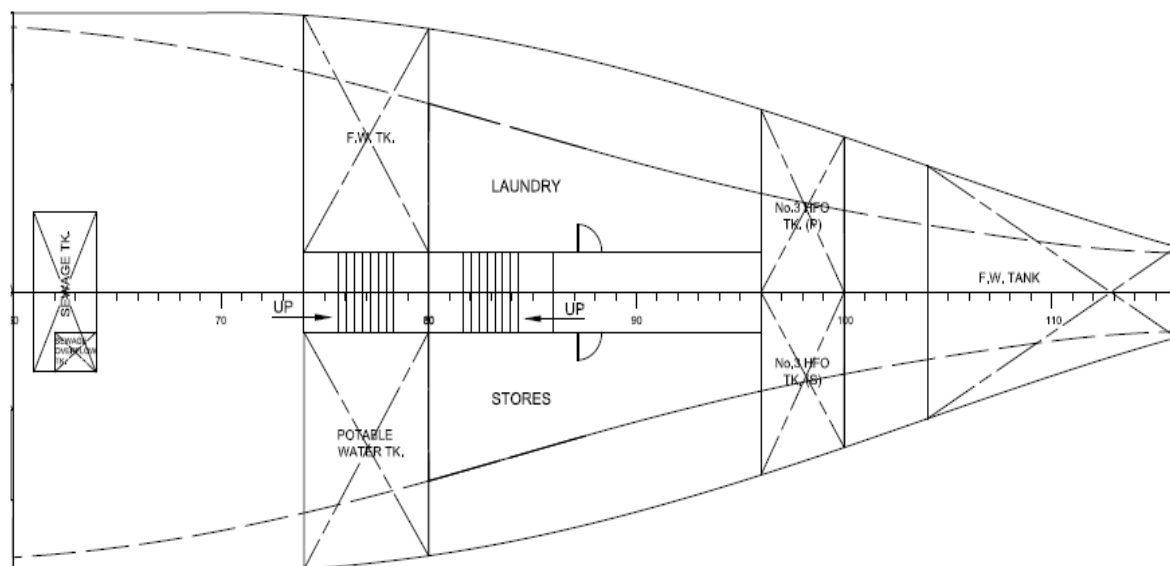 F.W. TK.
LAUNDRY
No.3 HFO
TK. (P)
SEWAGE TK.
F.W. TANK
UP
UP
70
80
90
100
110
SEWAGE
OVERFLOW
TK.
No.3 HFO
TK. (S)
STORES
POTABLE
WATER TK.